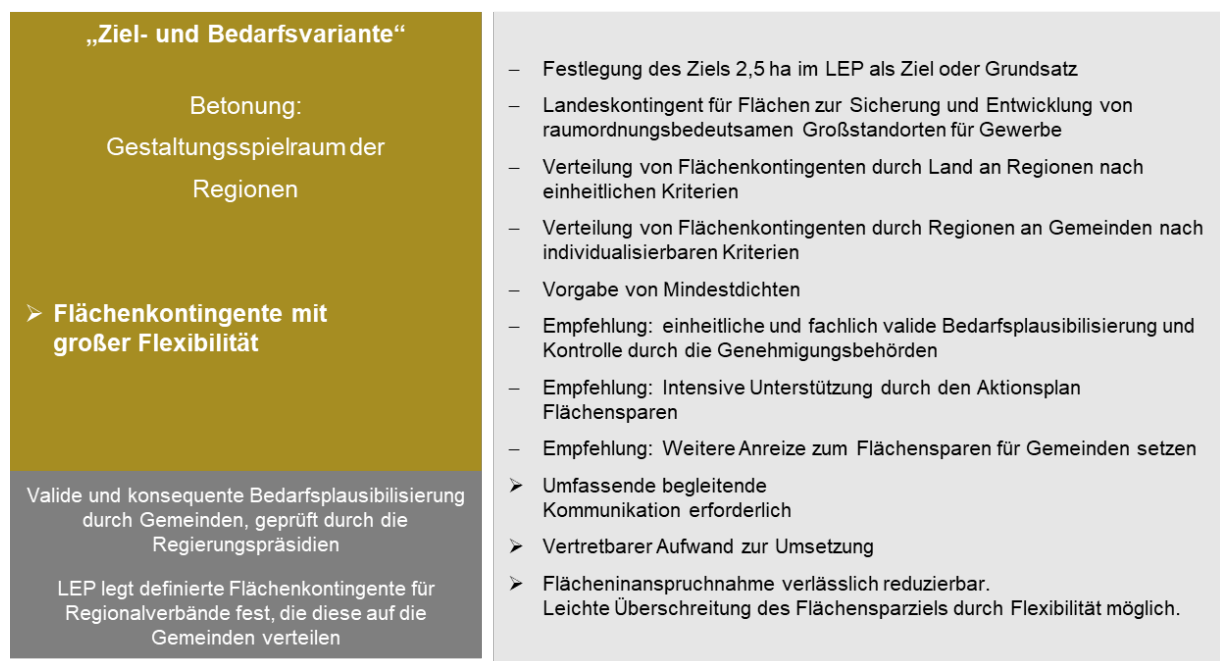 „Ziel- und Bedarfsvariante“
Betonung:
Gestaltungsspielraum der
Regionen
➢ Flächenkontingente mit
großer Flexibilität
Valide und konsequente Bedarfsplausibilisierung
durch Gemeinden, geprüft durch die
Regierungspräsidien
LEP legt definierte Flächenkontingente für
Regionalverbände fest, die diese auf die
Gemeinden verteilen
– Festlegung des Ziels 2,5 ha im LEP als Ziel oder Grundsatz
– Landeskontingent für Flächen zur Sicherung und Entwicklung von
raumordnungsbedeutsamen Großstandorten für Gewerbe
– Verteilung von Flächenkontingenten durch Land an Regionen nach
einheitlichen Kriterien
– Verteilung von Flächenkontingenten durch Regionen an Gemeinden nach
individualisierbaren Kriterien
– Vorgabe von Mindestdichten
– Empfehlung: einheitliche und fachlich valide Bedarfsplausibilisierung und
Kontrolle durch die Genehmigungsbehörden
– Empfehlung: Intensive Unterstützung durch den Aktionsplan
Flächensparen
– Empfehlung: Weitere Anreize zum Flächensparen für Gemeinden setzen
➢ Umfassende begleitende
Kommunikation erforderlich
➢ Vertretbarer Aufwand zur Umsetzung
➢ Flächeninanspruchnahme verlässlich reduzierbar.
Leichte Überschreitung des Flächensparziels durch Flexibilität möglich.